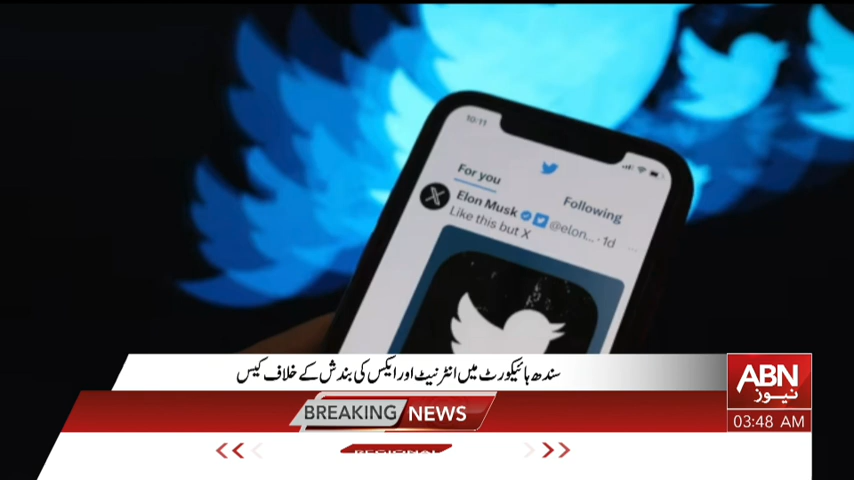 10:11
For you
Following
Elon Musk @elon... · 1d
Like this but X
سندھ ہائیکورٹ میں انٹرنیٹ اور ایکس کی بندش کے خلاف کیس
ABN
نیوز
BREAKING NEWS
03:48 AM